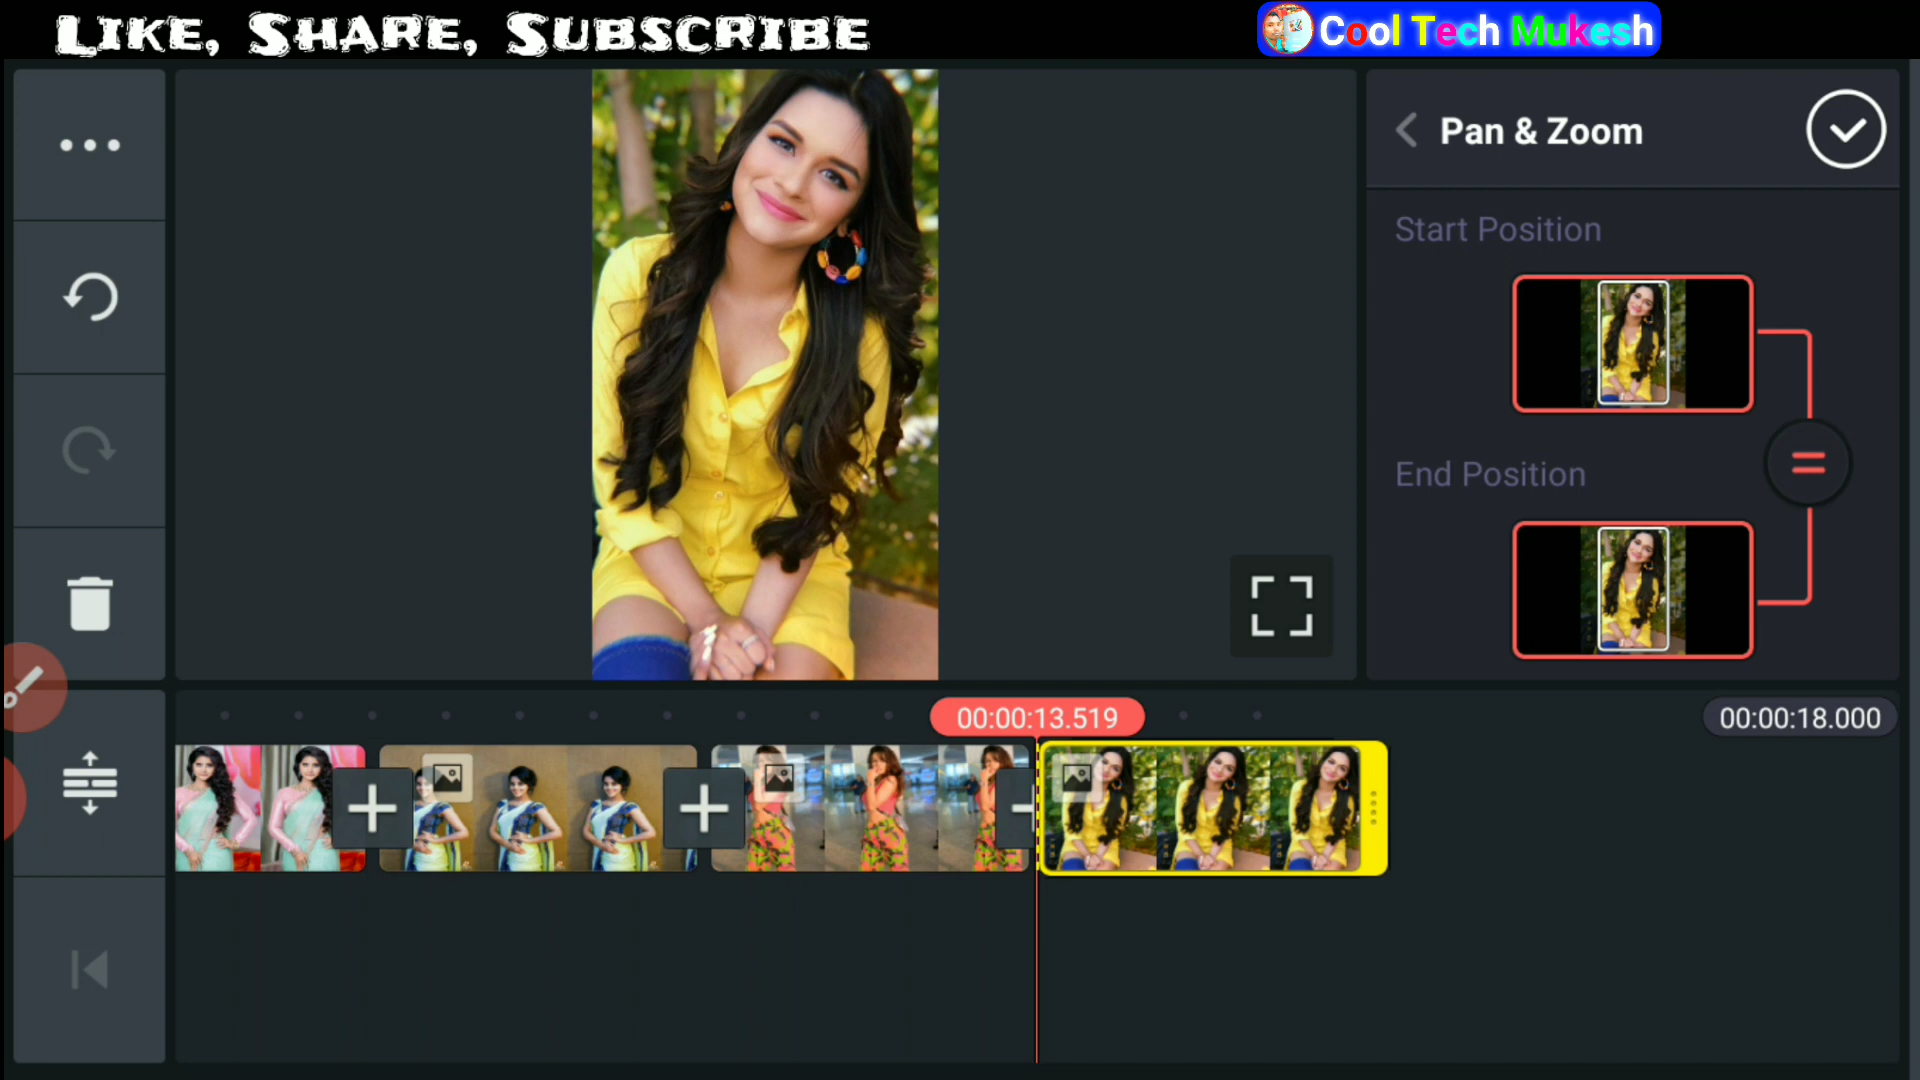 Like, Share, Subscribe
Cool Tech Mukesh
Pan & Zoom
Start Position
End Position
00:00:13.519
00:00:18.000